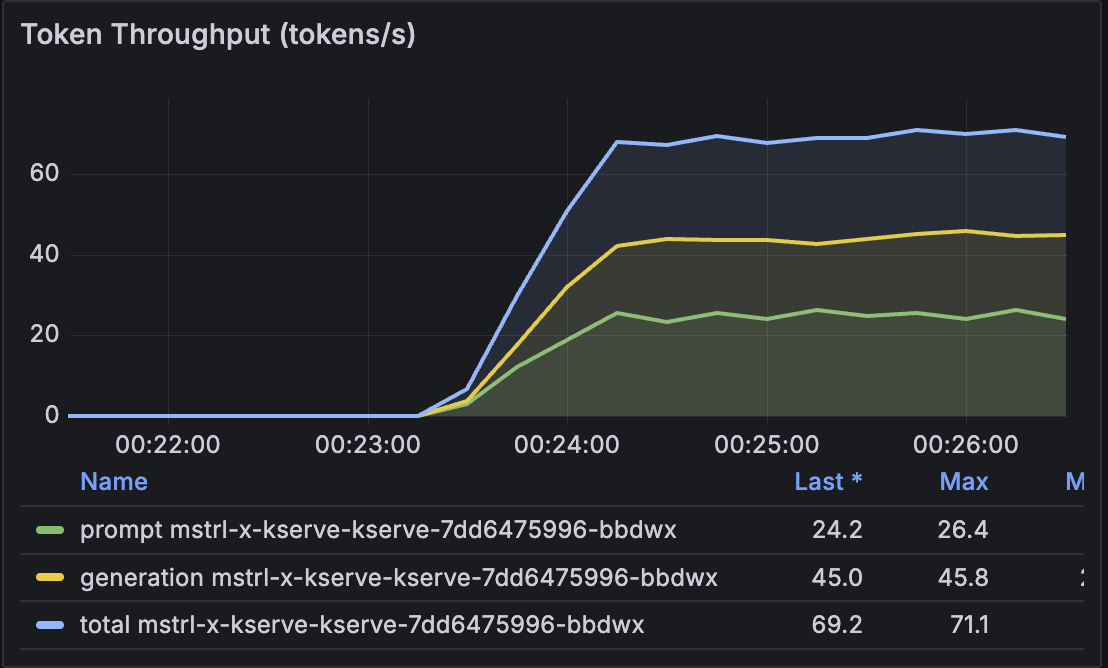 Token Throughput (tokens/s)
60
40
20
0
00:22:00 00:23:00 00:24:00 00:25:00 00:26:00
Name Last * Max
prompt mstrl-x-kserve-kserve-7dd6475996-bbdwx 24.2 26.4
generation mstrl-x-kserve-kserve-7dd6475996-bbdwx 45.0 45.8
total mstrl-x-kserve-kserve-7dd6475996-bbdwx 69.2 71.1